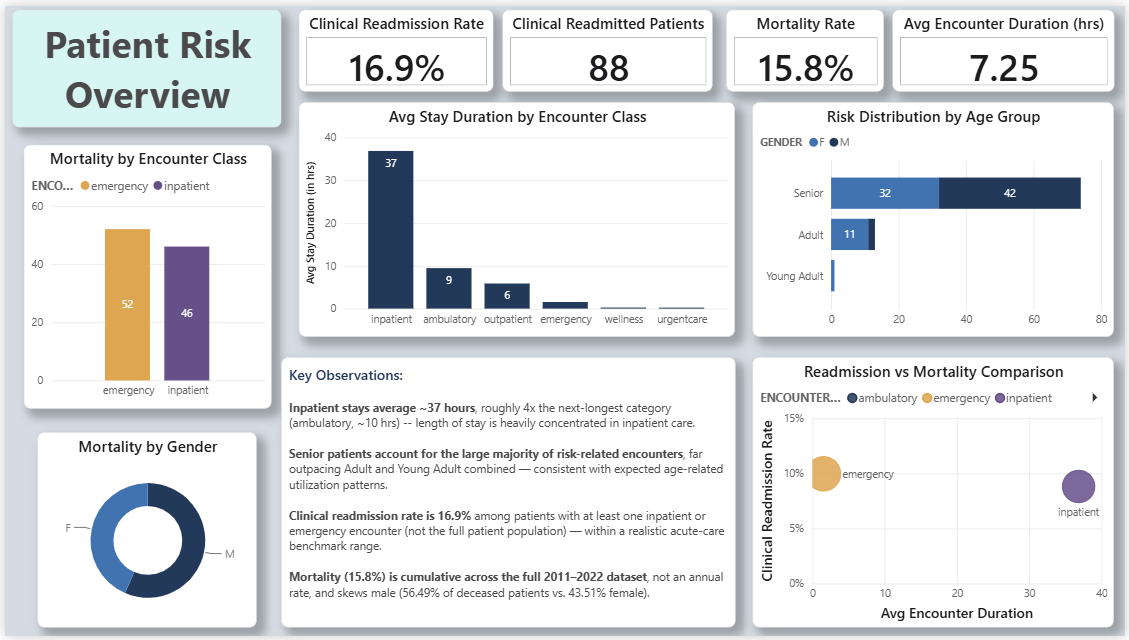 Patient Risk
Overview
Clinical Readmission Rate
16.9%
Clinical Readmitted Patients
88
Mortality Rate
15.8%
Avg Encounter Duration (hrs)
7.25
Mortality by Encounter Class
ENCO... emergency inpatient
60
40
20
0
52
46
emergency inpatient
Avg Stay Duration by Encounter Class
Avg Stay Duration (in hrs)
40
30
20
10
0
37
9
6
inpatient ambulatory outpatient emergency wellness urgentcare
Risk Distribution by Age Group
GENDER F M
Senior 32 42
Adult 11
Young Adult
0 20 40 60 80
Mortality by Gender
F
M
Key Observations:
Inpatient stays average ~37 hours, roughly 4x the next-longest category
(ambulatory, ~10 hrs) -- length of stay is heavily concentrated in inpatient care.
Senior patients account for the large majority of risk-related encounters, far
outpacing Adult and Young Adult combined — consistent with expected age-related
utilization patterns.
Clinical readmission rate is 16.9% among patients with at least one inpatient or
emergency encounter (not the full patient population) — within a realistic acute-care
benchmark range.
Mortality (15.8%) is cumulative across the full 2011–2022 dataset, not an annual
rate, and skews male (56.49% of deceased patients vs. 43.51% female).
Readmission vs Mortality Comparison
ENCOUNTER... ambulatory emergency inpatient
Clinical Readmission Rate
15%
10%
5%
0%
emergency
inpatient
0 10 20 30 40
Avg Encounter Duration